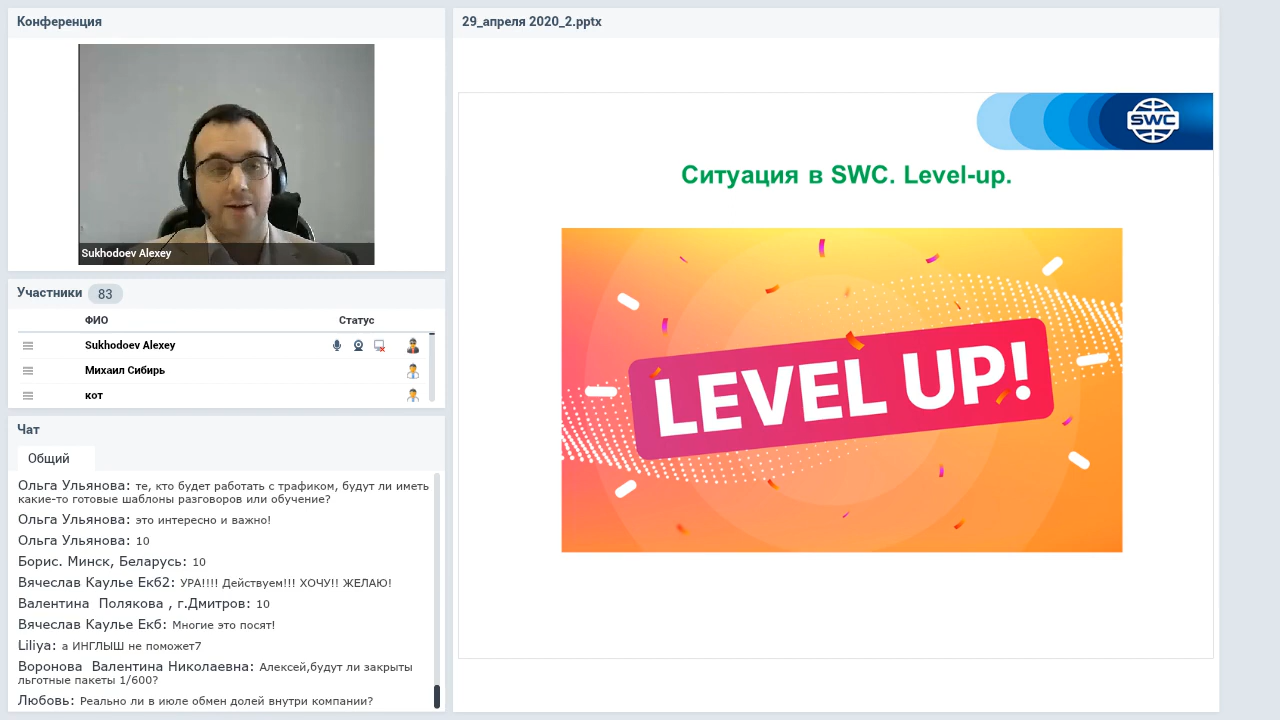 Конференция
Sukhodoev Alexey
Участники 83
ФИО Статус
Sukhodoev Alexey
Михаил Сибирь
кот
Чат
Общий
Ольга Ульянова: те, кто будет работать с трафиком, будут ли иметь
какие-то готовые шаблоны разговоров или обучение?
Ольга Ульянова: это интересно и важно!
Ольга Ульянова: 10
Борис. Минск, Беларусь: 10
Вячеслав Каулье Екб2: УРА!!!! Действуем!!! ХОЧУ!! ЖЕЛАЮ!
Валентина  Полякова , г.Дмитров: 10
Вячеслав Каулье Екб: Многие это посят!
Liliya: а ИНГЛЫШ не поможет7
Воронова  Валентина Николаевна: Алексей,будут ли закрыты
льготные пакеты 1/600?
Любовь: Реально ли в июле обмен долей внутри компании?
29_апреля 2020_2.pptx
SWC
Ситуация в SWC. Level-up.
LEVEL UP!